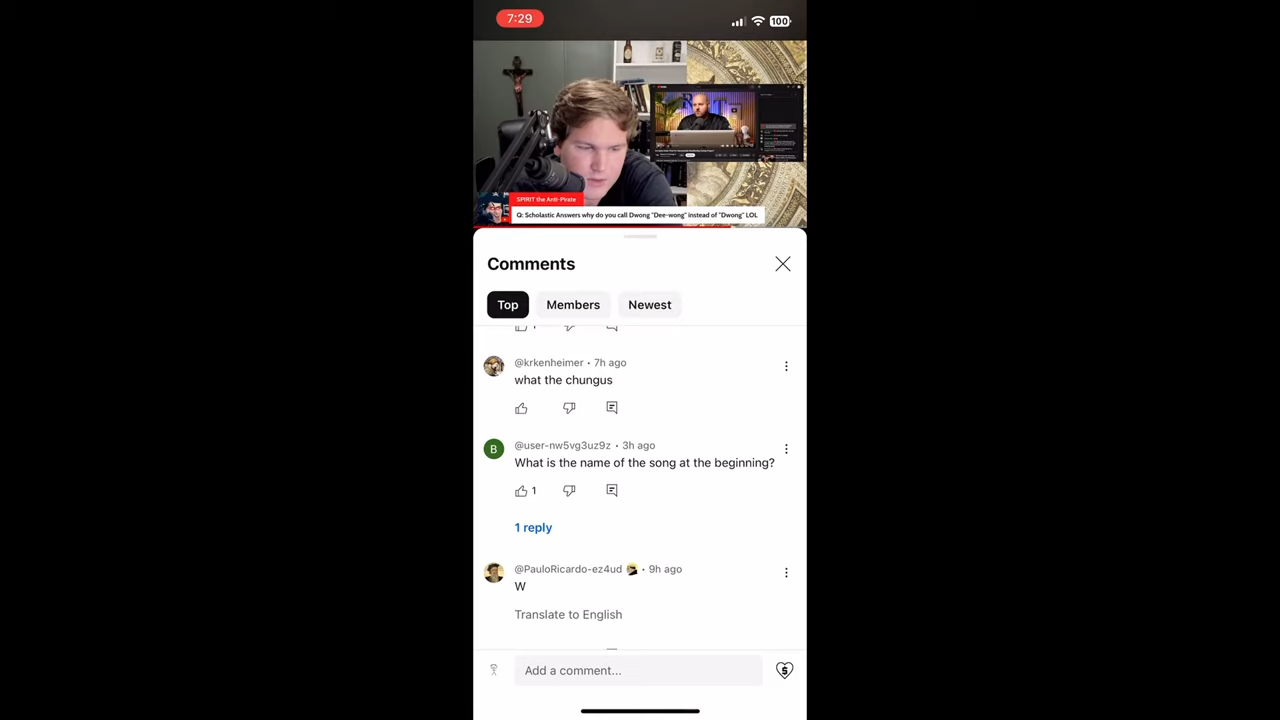 7:29
100
SPIRIT the Anti-Pirate
Q: Scholastic Answers why do you call Dwong "Dee-wong" instead of "Dwong" LOL
Comments
Top
Members
Newest
@krkenheimer • 7h ago
what the chungus
B
@user-nw5vg3uz9z • 3h ago
What is the name of the song at the beginning?
1
1 reply
@PauloRicardo-ez4ud • 9h ago
W
Translate to English
Add a comment...
$